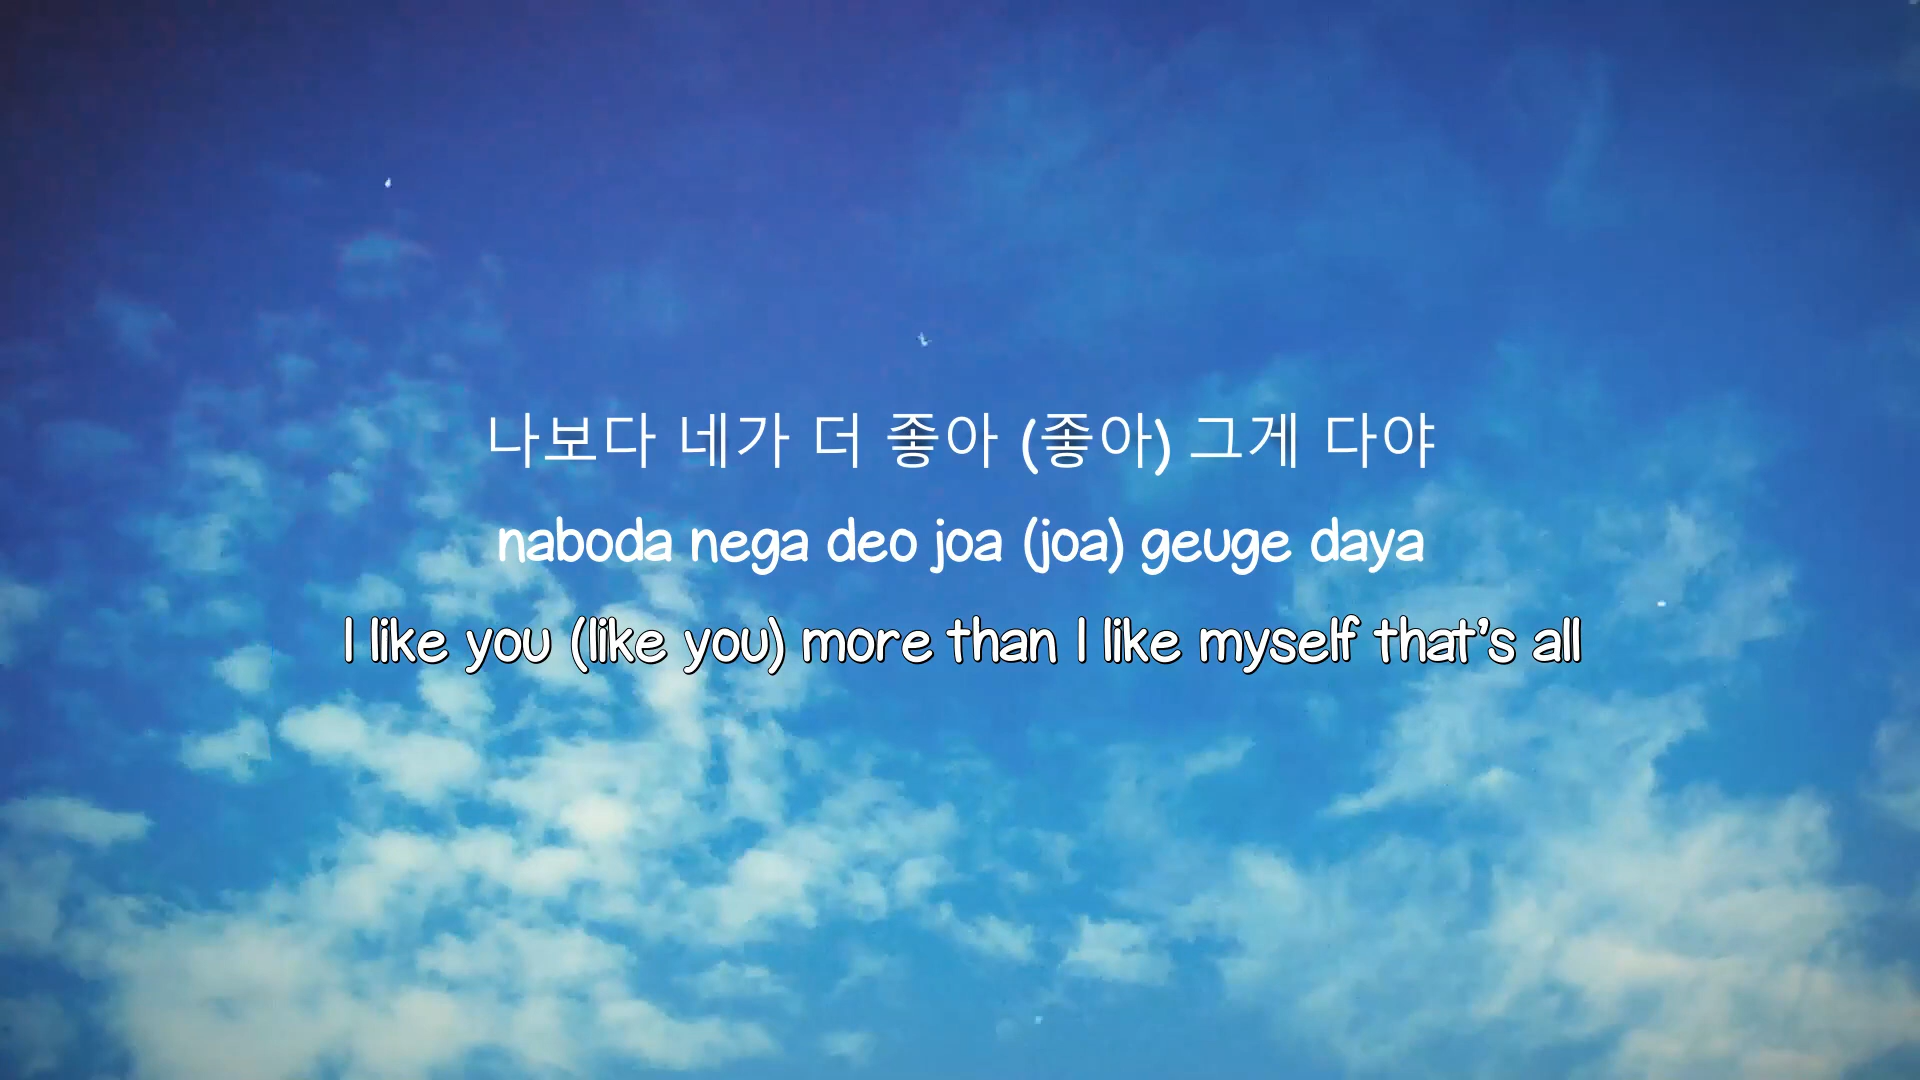 나보다 네가 더 좋아 (좋아) 그게 다야
naboda nega deo joa (joa) geuge daya
I like you (like you) more than I like myself that's all